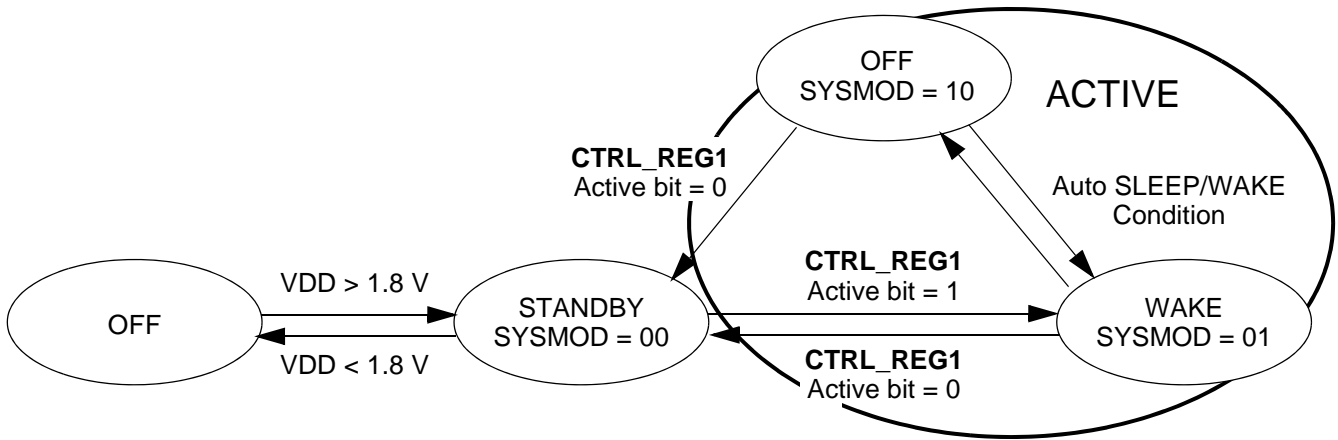 OFF
SYSMOD = 10
ACTIVE
CTRL_REG1
Active bit = 0
Auto SLEEP/WAKE
Condition
OFF
VDD > 1.8 V
VDD < 1.8 V
STANDBY
SYSMOD = 00
CTRL_REG1
Active bit = 1
CTRL_REG1
Active bit = 0
WAKE
SYSMOD = 01